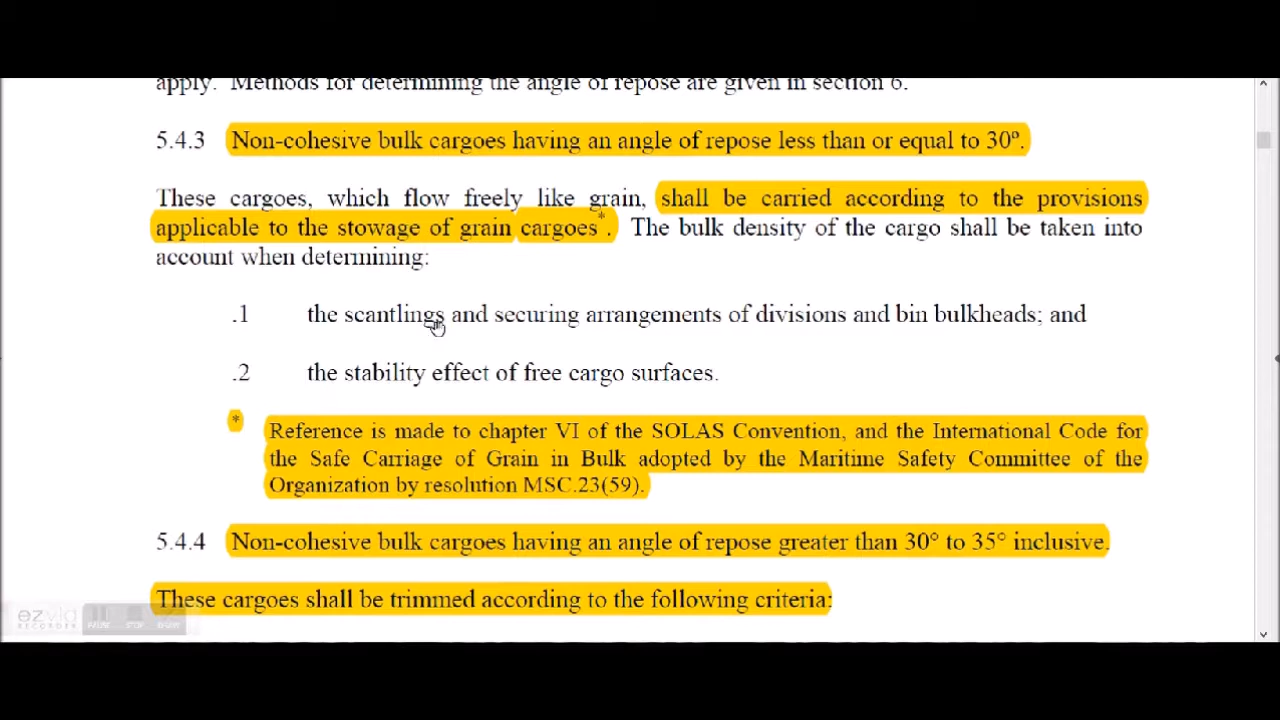 apply. Methods for determining the angle of repose are given in section 6.
5.4.3 Non-cohesive bulk cargoes having an angle of repose less than or equal to 30º.
These cargoes, which flow freely like grain, shall be carried according to the provisions
applicable to the stowage of grain cargoes*. The bulk density of the cargo shall be taken into
account when determining:
.1 the scantlings and securing arrangements of divisions and bin bulkheads; and
.2 the stability effect of free cargo surfaces.
* Reference is made to chapter VI of the SOLAS Convention, and the International Code for
the Safe Carriage of Grain in Bulk adopted by the Maritime Safety Committee of the
Organization by resolution MSC.23(59).
5.4.4 Non-cohesive bulk cargoes having an angle of repose greater than 30° to 35° inclusive.
These cargoes shall be trimmed according to the following criteria:
ezvid
RECORDER
PAUSE STOP